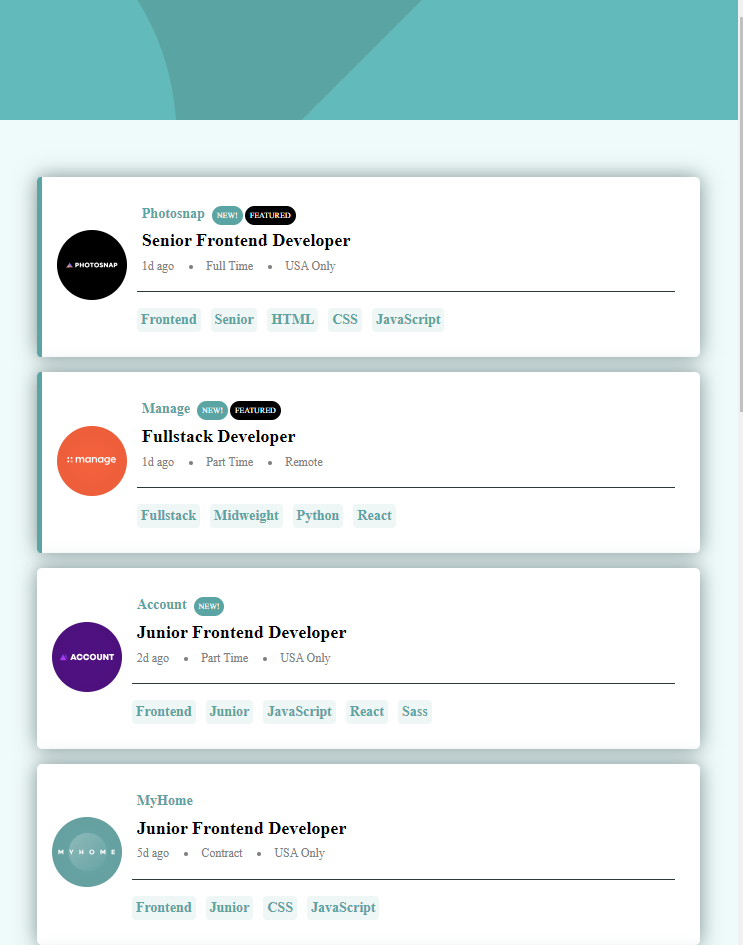 Photosnap NEW! FEATURED
PHOTOSNAP
Senior Frontend Developer
1d ago • Full Time • USA Only
Frontend Senior HTML CSS JavaScript
Manage NEW! FEATURED
manage
Fullstack Developer
1d ago • Part Time • Remote
Fullstack Midweight Python React
Account NEW!
ACCOUNT
Junior Frontend Developer
2d ago • Part Time • USA Only
Frontend Junior JavaScript React Sass
MyHome
MYHOME
Junior Frontend Developer
5d ago • Contract • USA Only
Frontend Junior CSS JavaScript